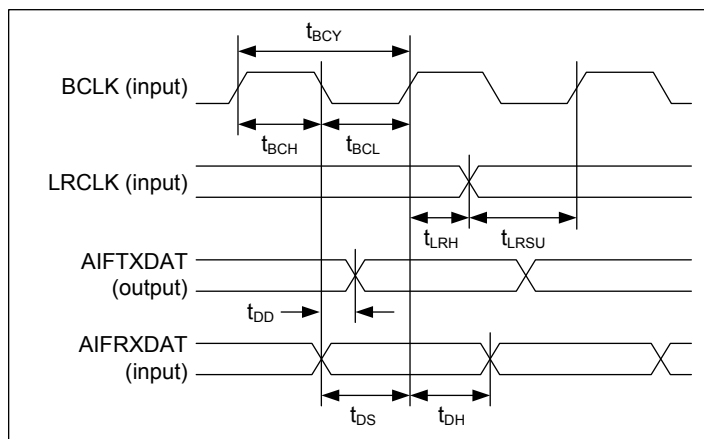 tBCY
BCLK (input)
tBCH
tBCL
LRCLK (input)
tLRH
tLRSU
AIFTXDAT
(output)
tDD
AIFRXDAT
(input)
tDS
tDH